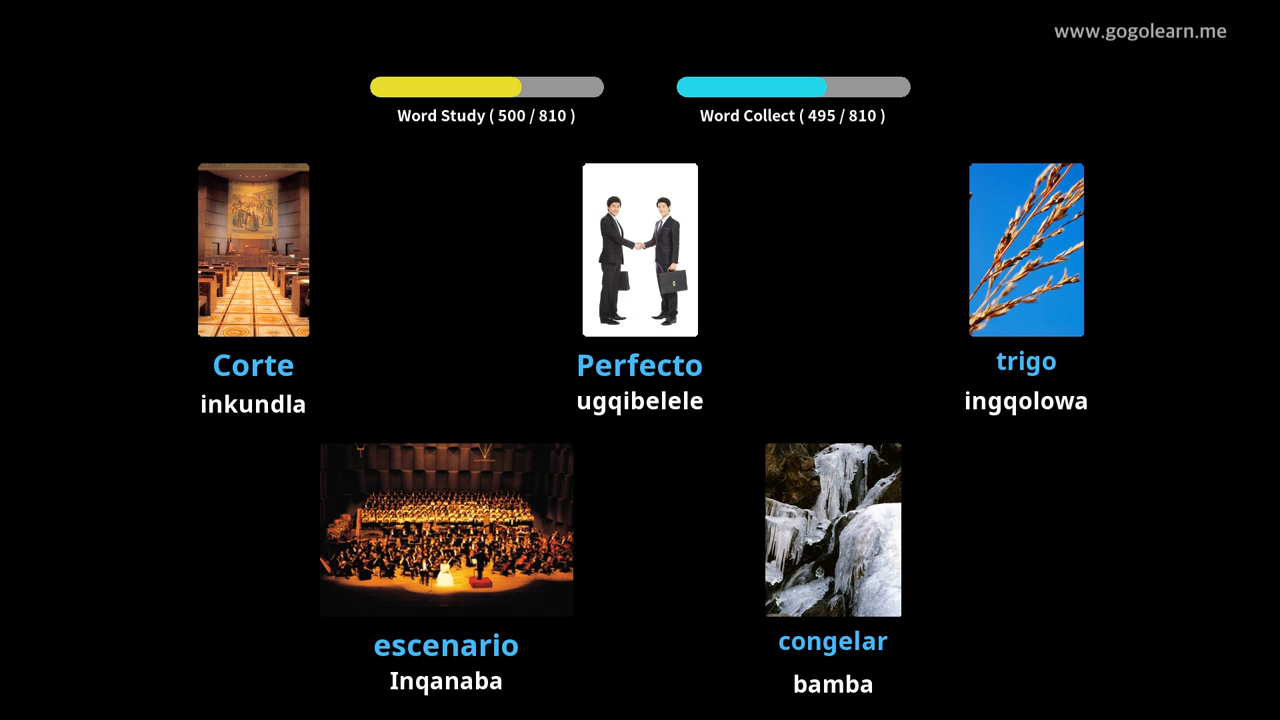 www.gogolearn.me
Word Study ( 500 / 810 )
Word Collect ( 495 / 810 )
Corte
inkundla
Perfecto
ugqibelele
trigo
ingqolowa
escenario
Inqanaba
congelar
bamba